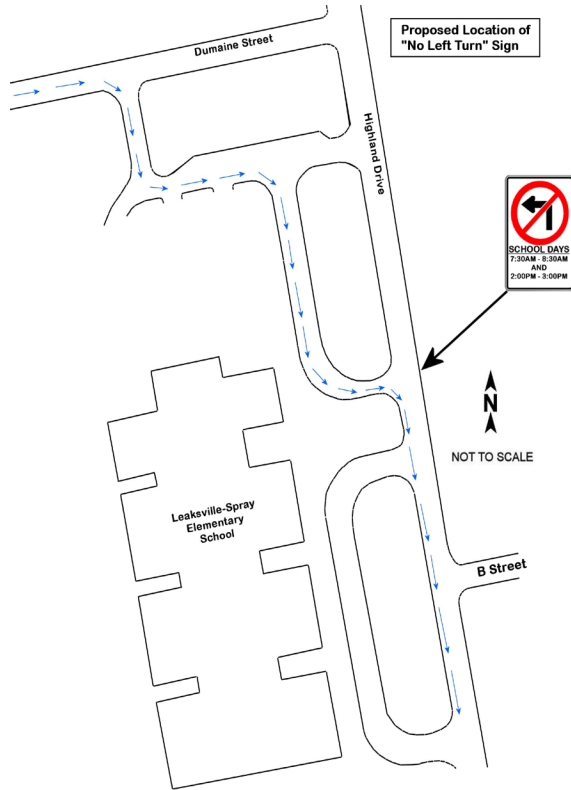 Proposed Location of
"No Left Turn" Sign
Dumaine Street
Highland Drive
SCHOOL DAYS
7:30AM - 8:30AM
AND
2:00PM - 3:00PM
N
NOT TO SCALE
Leaksville-Spray
Elementary
School
B Street